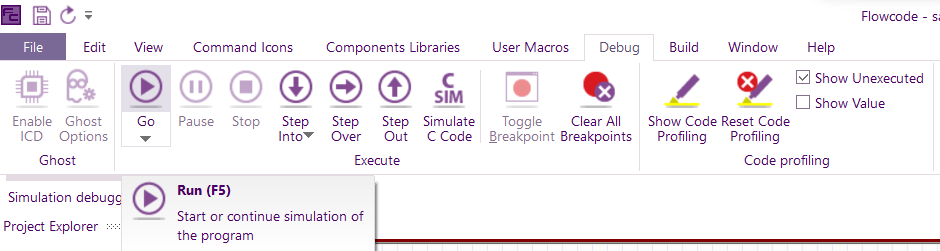 Flowcode - sa
File Edit View Command Icons Components Libraries User Macros Debug Build Window Help
Enable ICD
Ghost Options
Go
Pause
Stop
Step Into
Step Over
Step Out
C SIM
Simulate C Code
Toggle Breakpoint
Clear All Breakpoints
Show Code Profiling
Reset Code Profiling
Show Unexecuted
Show Value
Ghost
Execute
Code profiling
Simulation debugg
Run (F5)
Start or continue simulation of
the program
Project Explorer